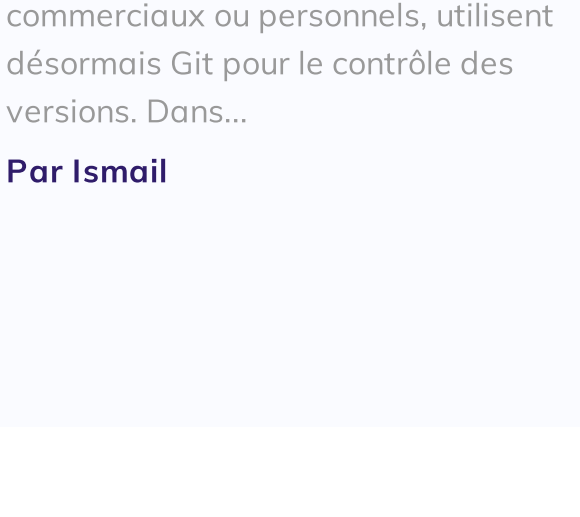 commerciaux ou personnels, utilisent
désormais Git pour le contrôle des
versions. Dans...
Par Ismail